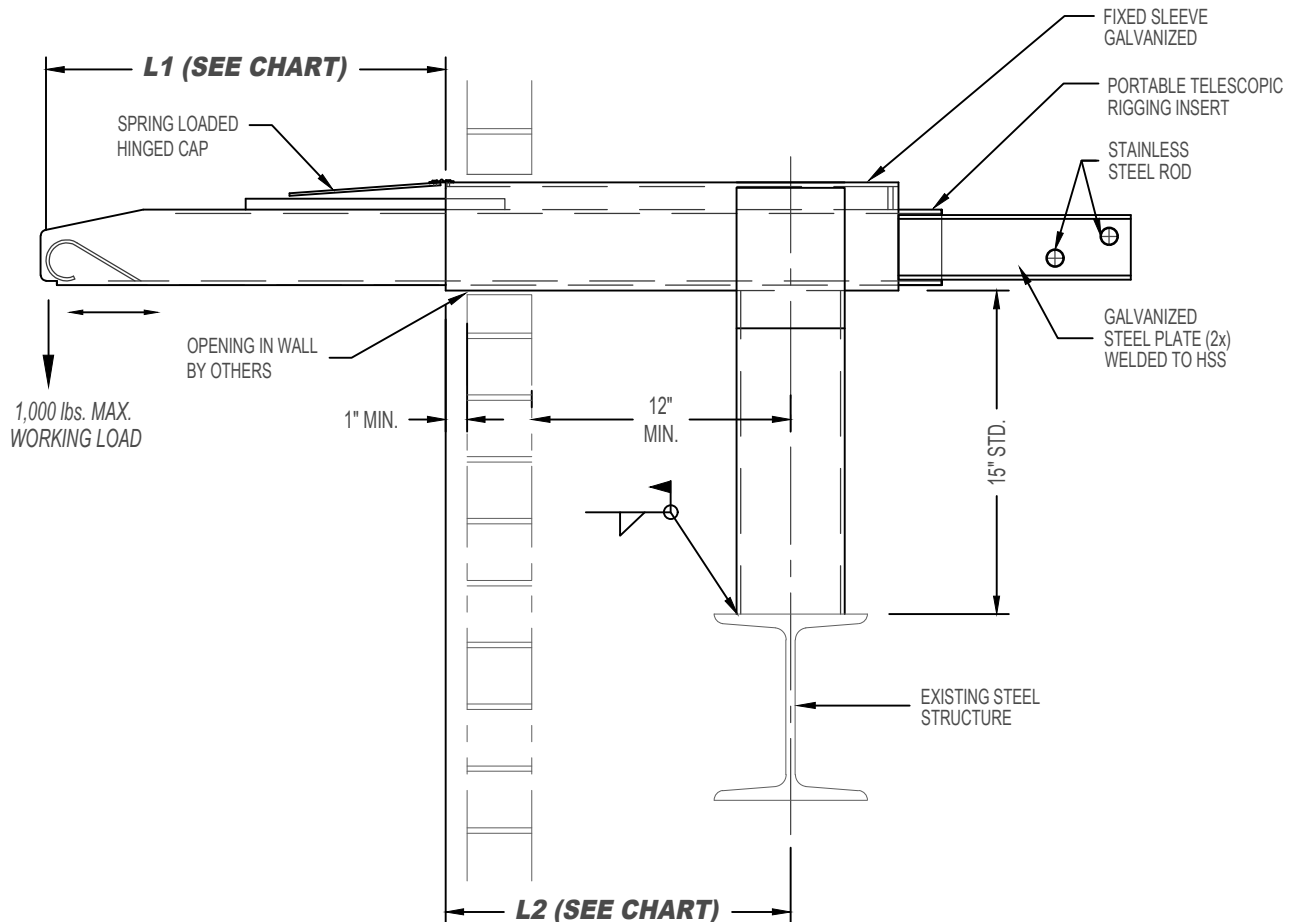 FIXED SLEEVE
GALVANIZED
L1 (SEE CHART)
PORTABLE TELESCOPIC
RIGGING INSERT
SPRING LOADED
HINGED CAP
STAINLESS
STEEL ROD
OPENING IN WALL
BY OTHERS
GALVANIZED
STEEL PLATE (2x)
WELDED TO HSS
1,000 lbs. MAX.
WORKING LOAD
1" MIN.
12"
MIN.
15" STD.
EXISTING STEEL
STRUCTURE
L2 (SEE CHART)